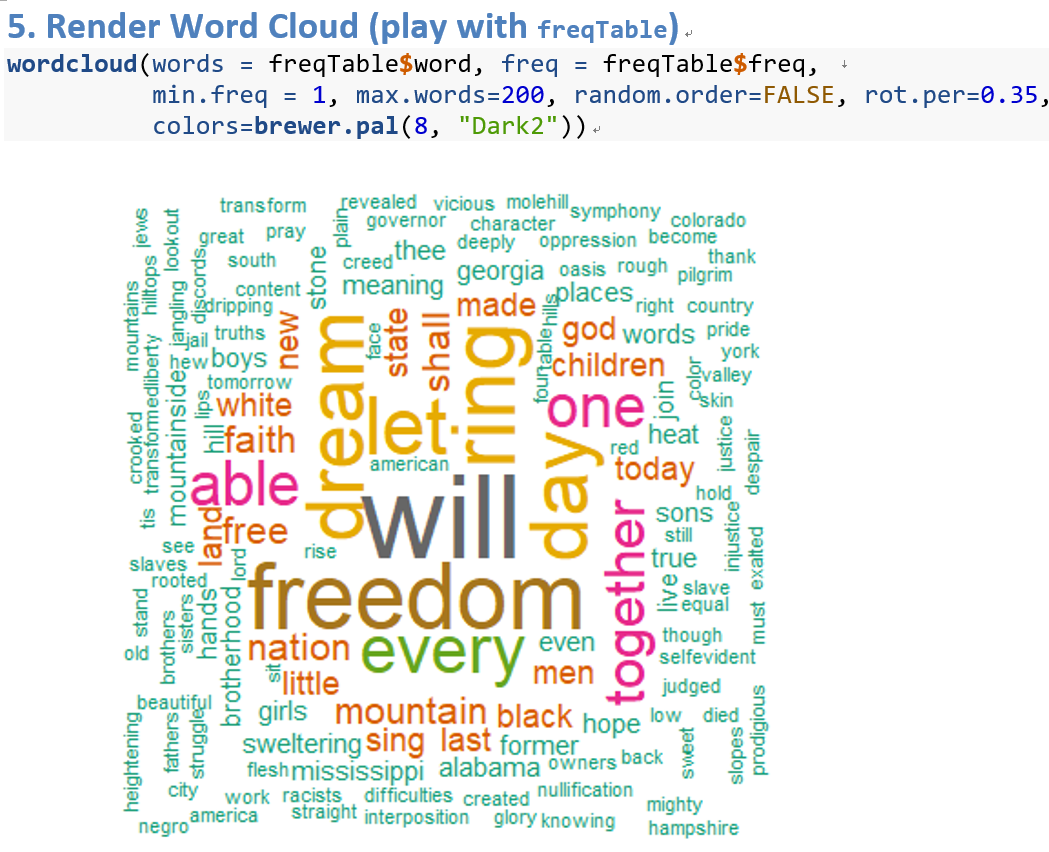 5. Render Word Cloud (play with freqTable)
wordcloud(words = freqTable$word, freq = freqTable$freq,
min.freq = 1, max.words=200, random.order=FALSE, rot.per=0.35,
colors=brewer.pal(8, "Dark2"))
transform
revealed
vicious
molehill
symphony
colorado
jews
lookout
plain
governor
character
great
pray
thee
deeply
oppression
become
south
creed
georgia
oasis
rough
thank
pilgrim
hilltops
discords
stone
content
meaning
places
mountains
jangling
dripping
made
hills
right
country
jail
truths
new
face
state
shall
ring
god
words
pride
hew
boys
dream
fountable
children
york
liberty
mountainside
tomorrow
color
valley
lips
white
let
one
join
skin
crooked
transformed
hill
faith
american
day
red
heat
justice
despair
able
will
today
hold
tis
land
free
together
sons
still
injustice
exalted
see
rise
true
slaves
rooted
lord
freedom
live
slave
equal
stand
sisters
hands
brotherhood
must
old
brothers
nation
every
even
though
selfevident
sit
little
men
judged
beautiful
girls
mountain
black
hope
low
died
prodigious
heightening
fathers
struggle
sweltering
sing
last
former
sweet
slopes
flesh
mississippi
alabama
owners
back
city
work
racists
difficulties
created
nullification
mighty
negro
america
straight
interposition
glory
knowing
hampshire